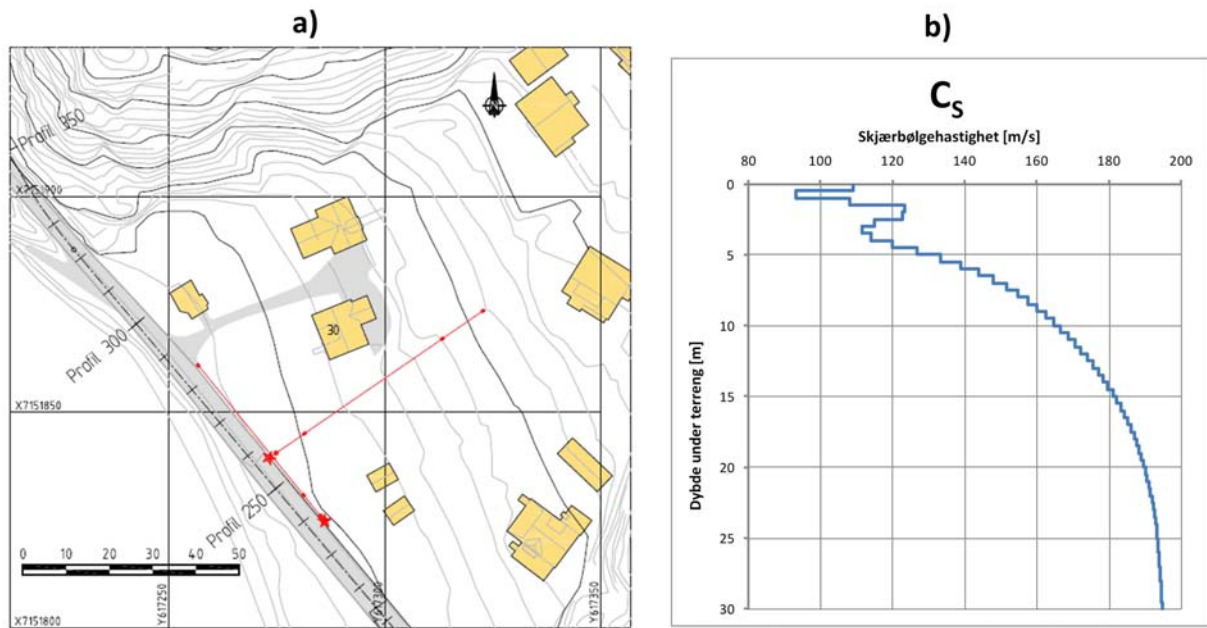 a)
b)
Profil 350
X7151900
N
30
Profil 300
X7151850
Profil 250
0 10 20 30 40 50
Y617250
Y617300
Y617350
X7151800
Cs
Skjærbølgehastighet [m/s]
80 100 120 140 160 180 200
Dybde under terreng [m]
0
5
10
15
20
25
30